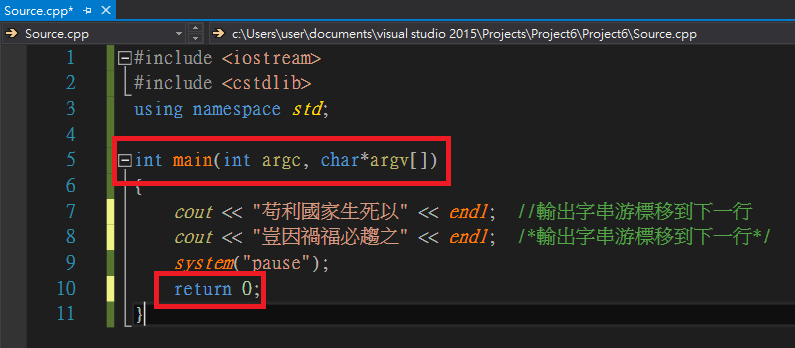 Source.cpp*
Source.cpp
c:\Users\user\documents\visual studio 2015\Projects\Project6\Project6\Source.cpp
1 #include <iostream>
2 #include <cstdlib>
3 using namespace std;
4
5 int main(int argc, char*argv[])
6 {
7 cout << "苟利國家生死以" << endl; //輸出字串游標移到下一行
8 cout << "豈因禍福必趨之" << endl; /*輸出字串游標移到下一行*/
9 system("pause");
10 return 0;
11 }